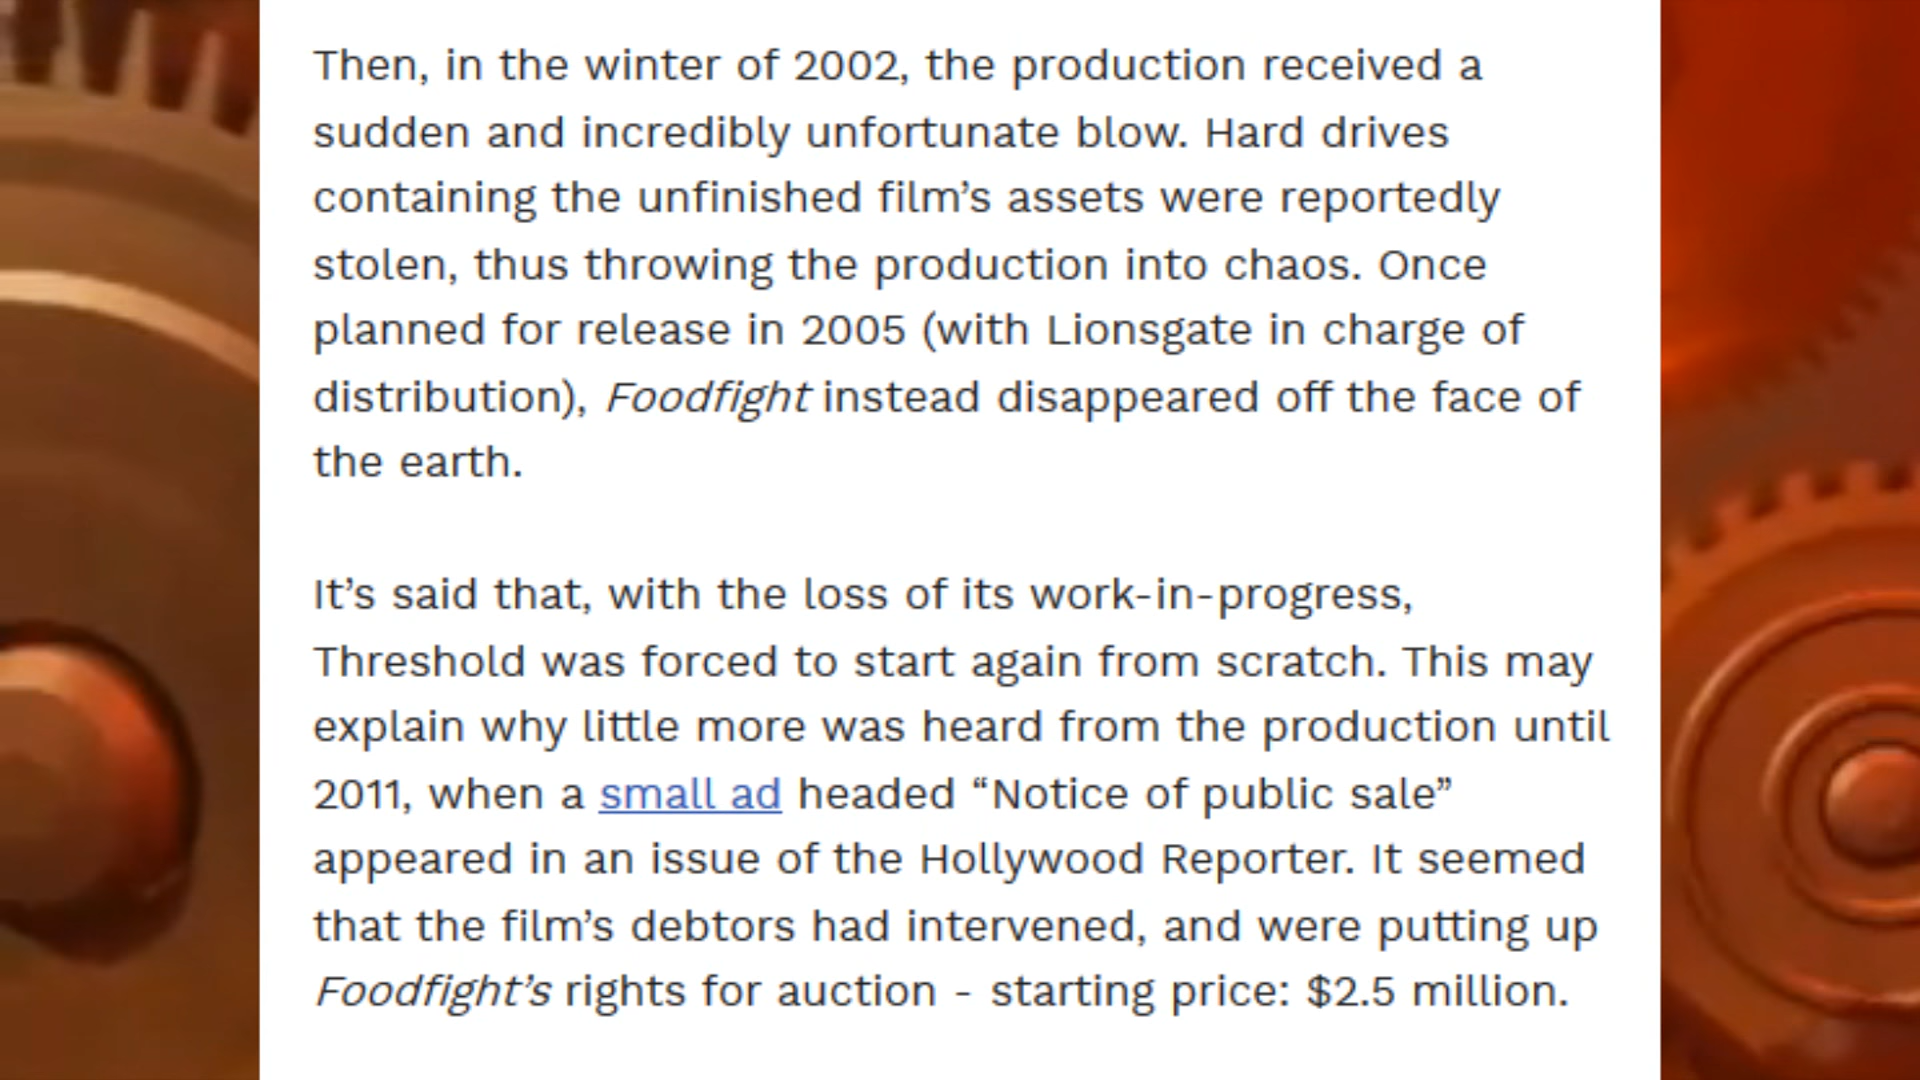 Then, in the winter of 2002, the production received a
sudden and incredibly unfortunate blow. Hard drives
containing the unfinished film’s assets were reportedly
stolen, thus throwing the production into chaos. Once
planned for release in 2005 (with Lionsgate in charge of
distribution), Foodfight instead disappeared off the face of
the earth.
It’s said that, with the loss of its work-in-progress,
Threshold was forced to start again from scratch. This may
explain why little more was heard from the production until
2011, when a small ad headed “Notice of public sale”
appeared in an issue of the Hollywood Reporter. It seemed
that the film’s debtors had intervened, and were putting up
Foodfight’s rights for auction - starting price: $2.5 million.